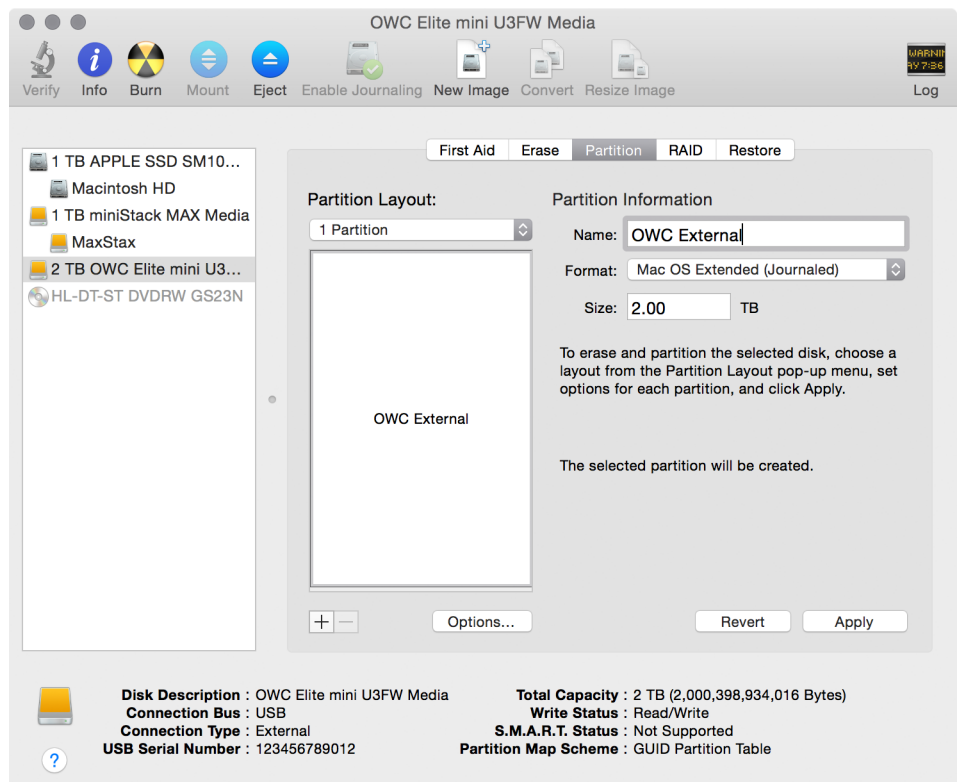 OWC Elite mini U3FW Media
Verify Info Burn Mount Eject Enable Journaling New Image Convert Resize Image Log
WARNIN
AY 7:36
First Aid Erase Partition RAID Restore
1 TB APPLE SSD SM10...
Macintosh HD
1 TB miniStack MAX Media
MaxStax
2 TB OWC Elite mini U3...
HL-DT-ST DVDRW GS23N
Partition Layout:
1 Partition
OWC External
Options...
Partition Information
Name: OWC External
Format: Mac OS Extended (Journaled)
Size: 2.00 TB
To erase and partition the selected disk, choose a
layout from the Partition Layout pop-up menu, set
options for each partition, and click Apply.
The selected partition will be created.
Revert Apply
Disk Description : OWC Elite mini U3FW Media
Connection Bus : USB
Connection Type : External
USB Serial Number : 123456789012
Total Capacity : 2 TB (2,000,398,934,016 Bytes)
Write Status : Read/Write
S.M.A.R.T. Status : Not Supported
Partition Map Scheme : GUID Partition Table
?